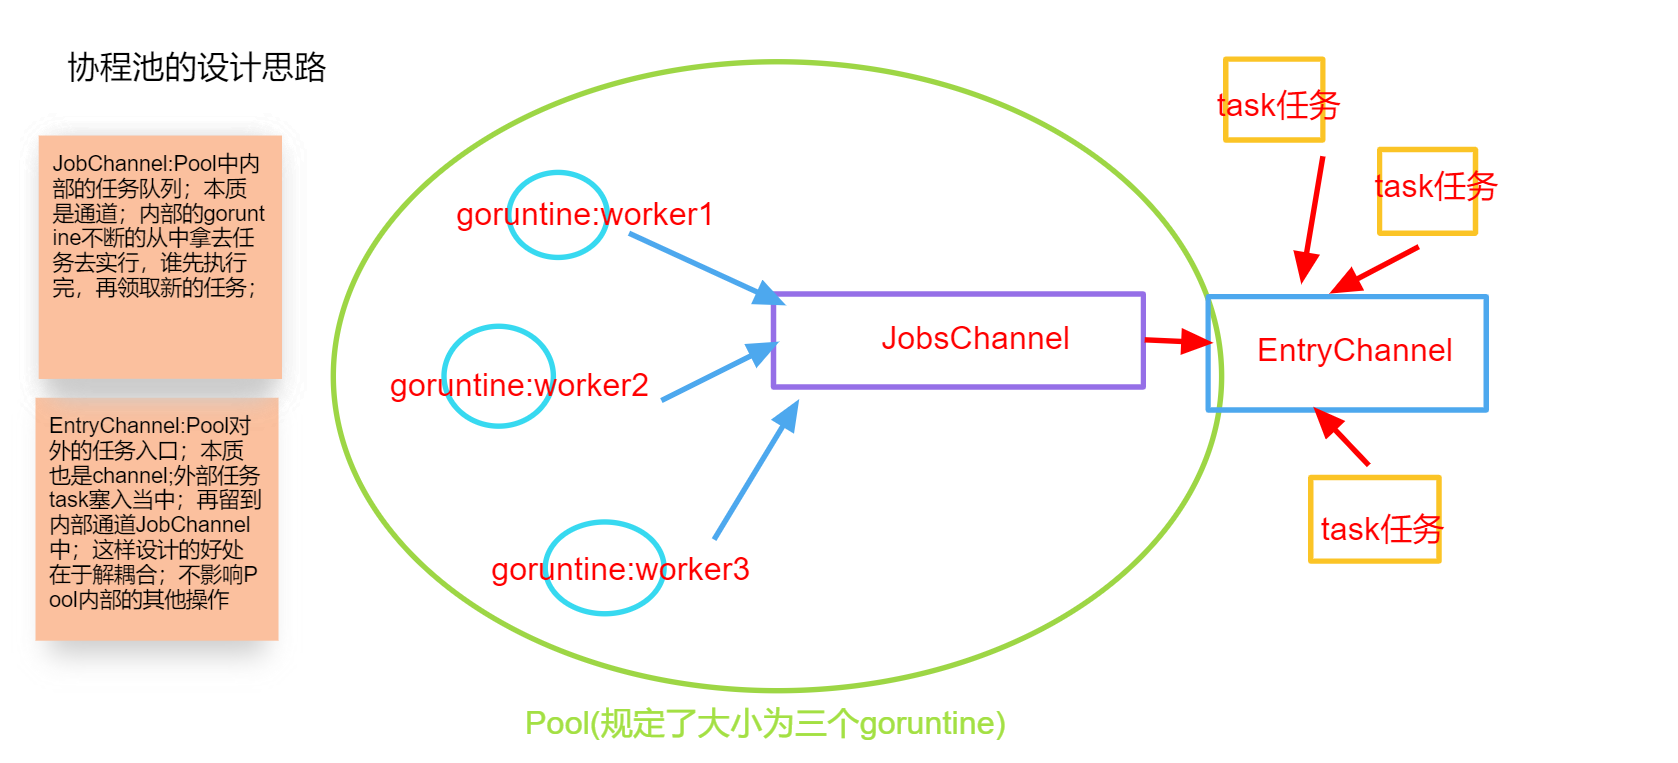 协程池的设计思路
JobChannel:Pool中内
部的任务队列；本质
是通道；内部的gorunt
ine不断的从中拿去任
务去实行，谁先执行
完，再领取新的任务；
EntryChannel:Pool对
外的任务入口；本质
也是channel;外部任务
task塞入当中；再留到
内部通道JobChannel
中；这样设计的好处
在于解耦合；不影响P
ool内部的其他操作
goruntine:worker1
goruntine:worker2
goruntine:worker3
JobsChannel
EntryChannel
task任务
task任务
task任务
Pool(规定了大小为三个goruntine)